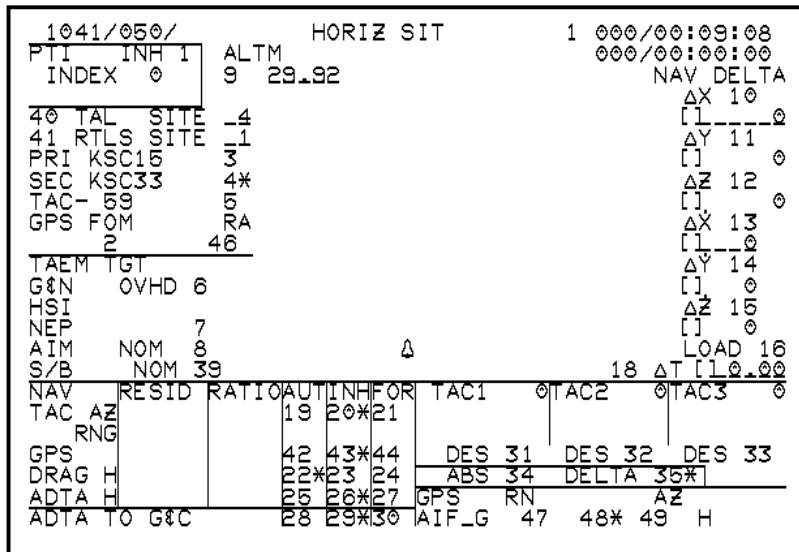 1041/050/ HORIZ SIT 1 000/00:09:08
PTI INH 1 ALTM 000/00:00:00
INDEX 0 9 29.92 NAV DELTA
ΔX 10
40 TAL SITE _4 []_____0
41 RTLS SITE _1 ΔY 11
PRI KSC15 3 [] 0
SEC KSC33 4* ΔZ 12
TAC- 59 5 [] 0
GPS FOM RA ΔẊ 13
2 46 []___0
TAEM TGT ΔẎ 14
G&N OVHD 6 [] 0
HSI ΔŻ 15
NEP 7 [] 0
AIM NOM 8 LOAD 16
S/B NOM 39 18 ΔT []_0.00
NAV RESID RATIO AUT INH FOR TAC1 0 TAC2 0 TAC3 0
TAC AZ 19 20* 21
RNG
GPS 42 43* 44 DES 31 DES 32 DES 33
DRAG H 22* 23 24 ABS 34 DELTA 35*
ADTA H 25 26* 27 GPS RN AZ
ADTA TO G&C 28 29* 30 AIF_G 47 48* 49 H